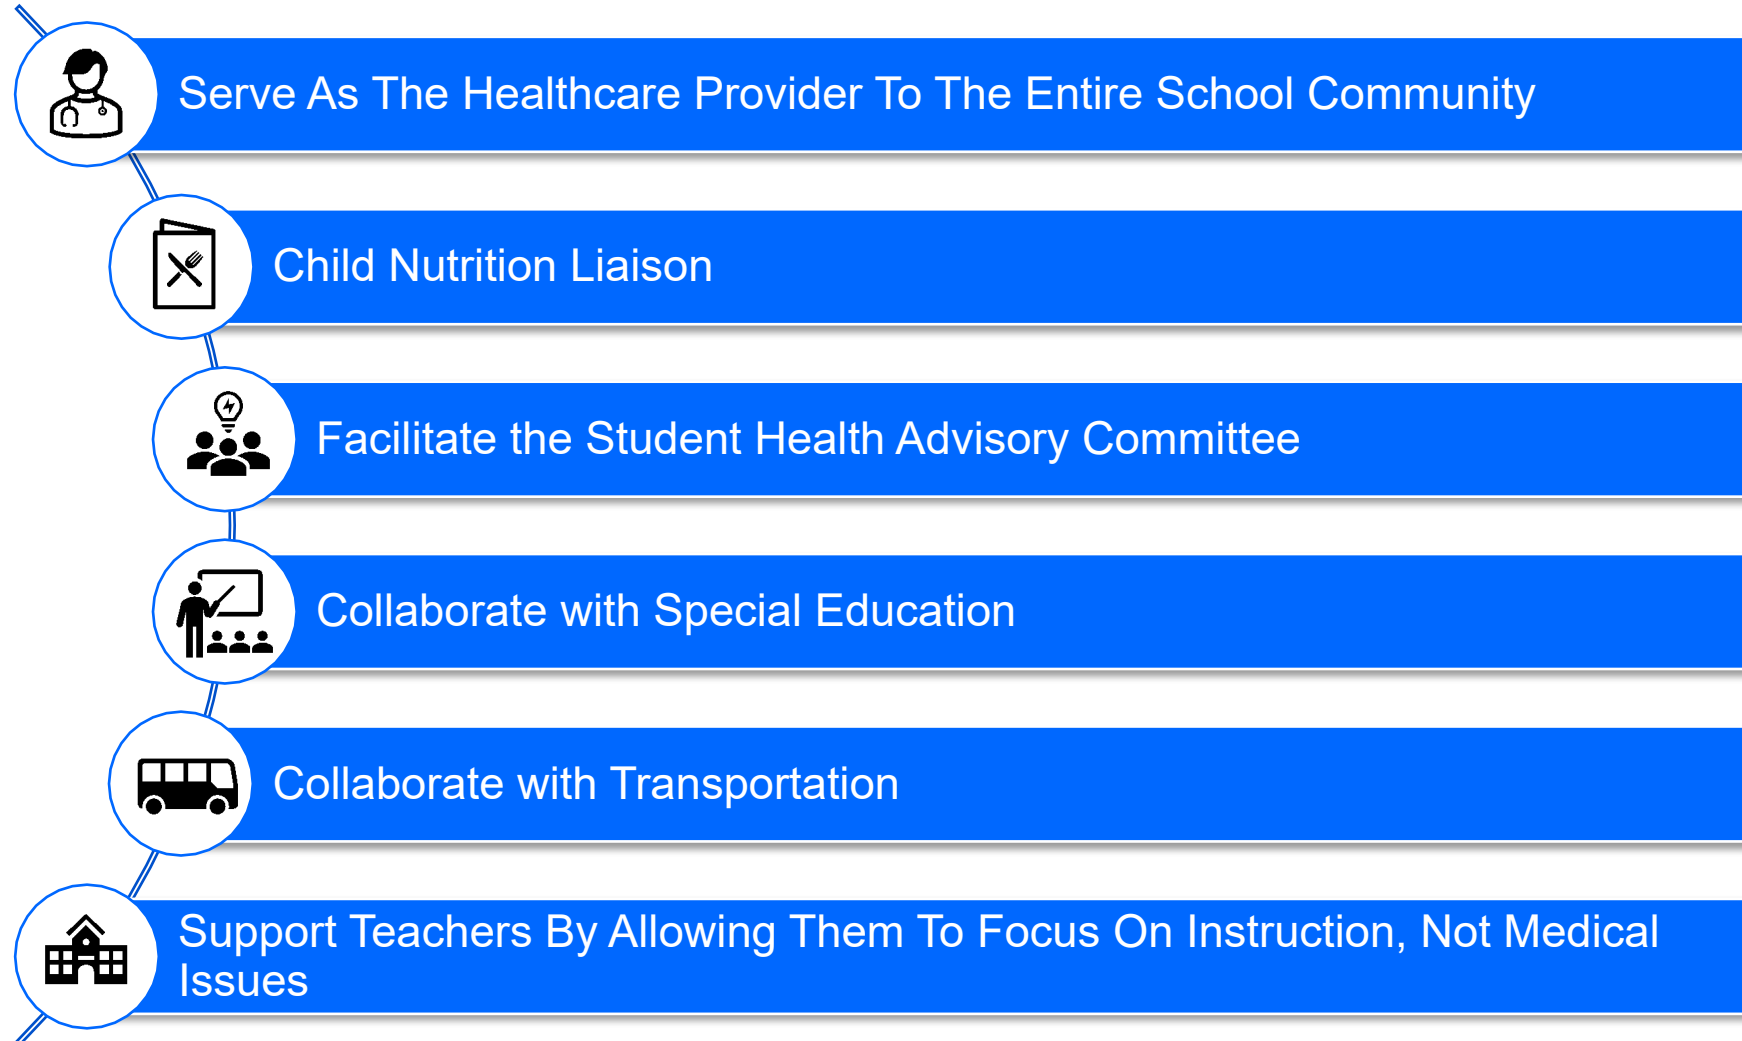 Serve As The Healthcare Provider To The Entire School Community
Child Nutrition Liaison
Facilitate the Student Health Advisory Committee
Collaborate with Special Education
Collaborate with Transportation
Support Teachers By Allowing Them To Focus On Instruction, Not Medical
Issues